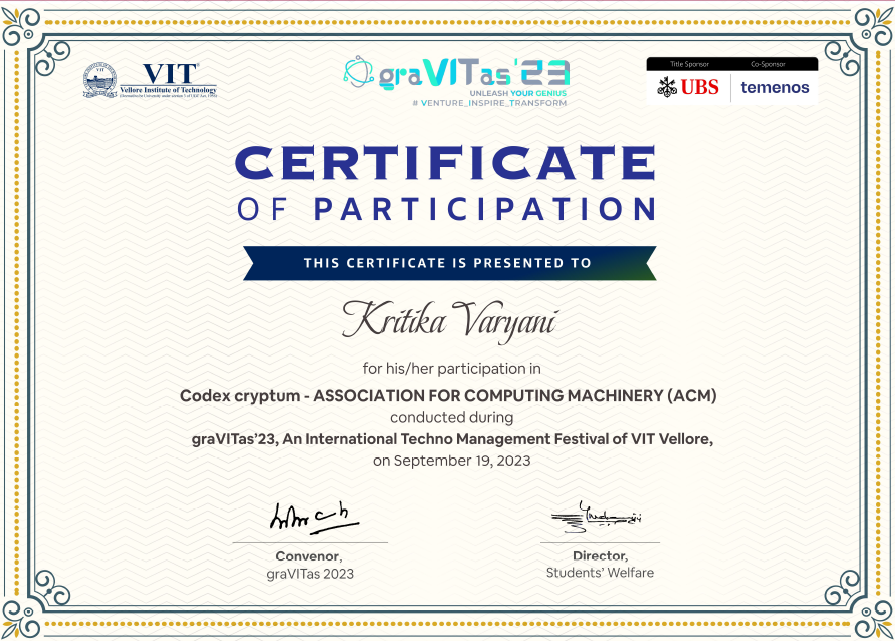 VIT
Vellore Institute of Technology
(Deemed to be University under section 3 of UGC Act, 1956)
graVITas'23
UNLEASH YOUR GENIUS
# VENTURE_INSPIRE_TRANSFORM
Title Sponsor Co-Sponsor
UBS temenos
CERTIFICATE
OF PARTICIPATION
THIS CERTIFICATE IS PRESENTED TO
Kritika Varyani
for his/her participation in
Codex cryptum - ASSOCIATION FOR COMPUTING MACHINERY (ACM)
conducted during
graVITas’23, An International Techno Management Festival of VIT Vellore,
on September 19, 2023
Convenor,
graVITas 2023
Director,
Students’ Welfare